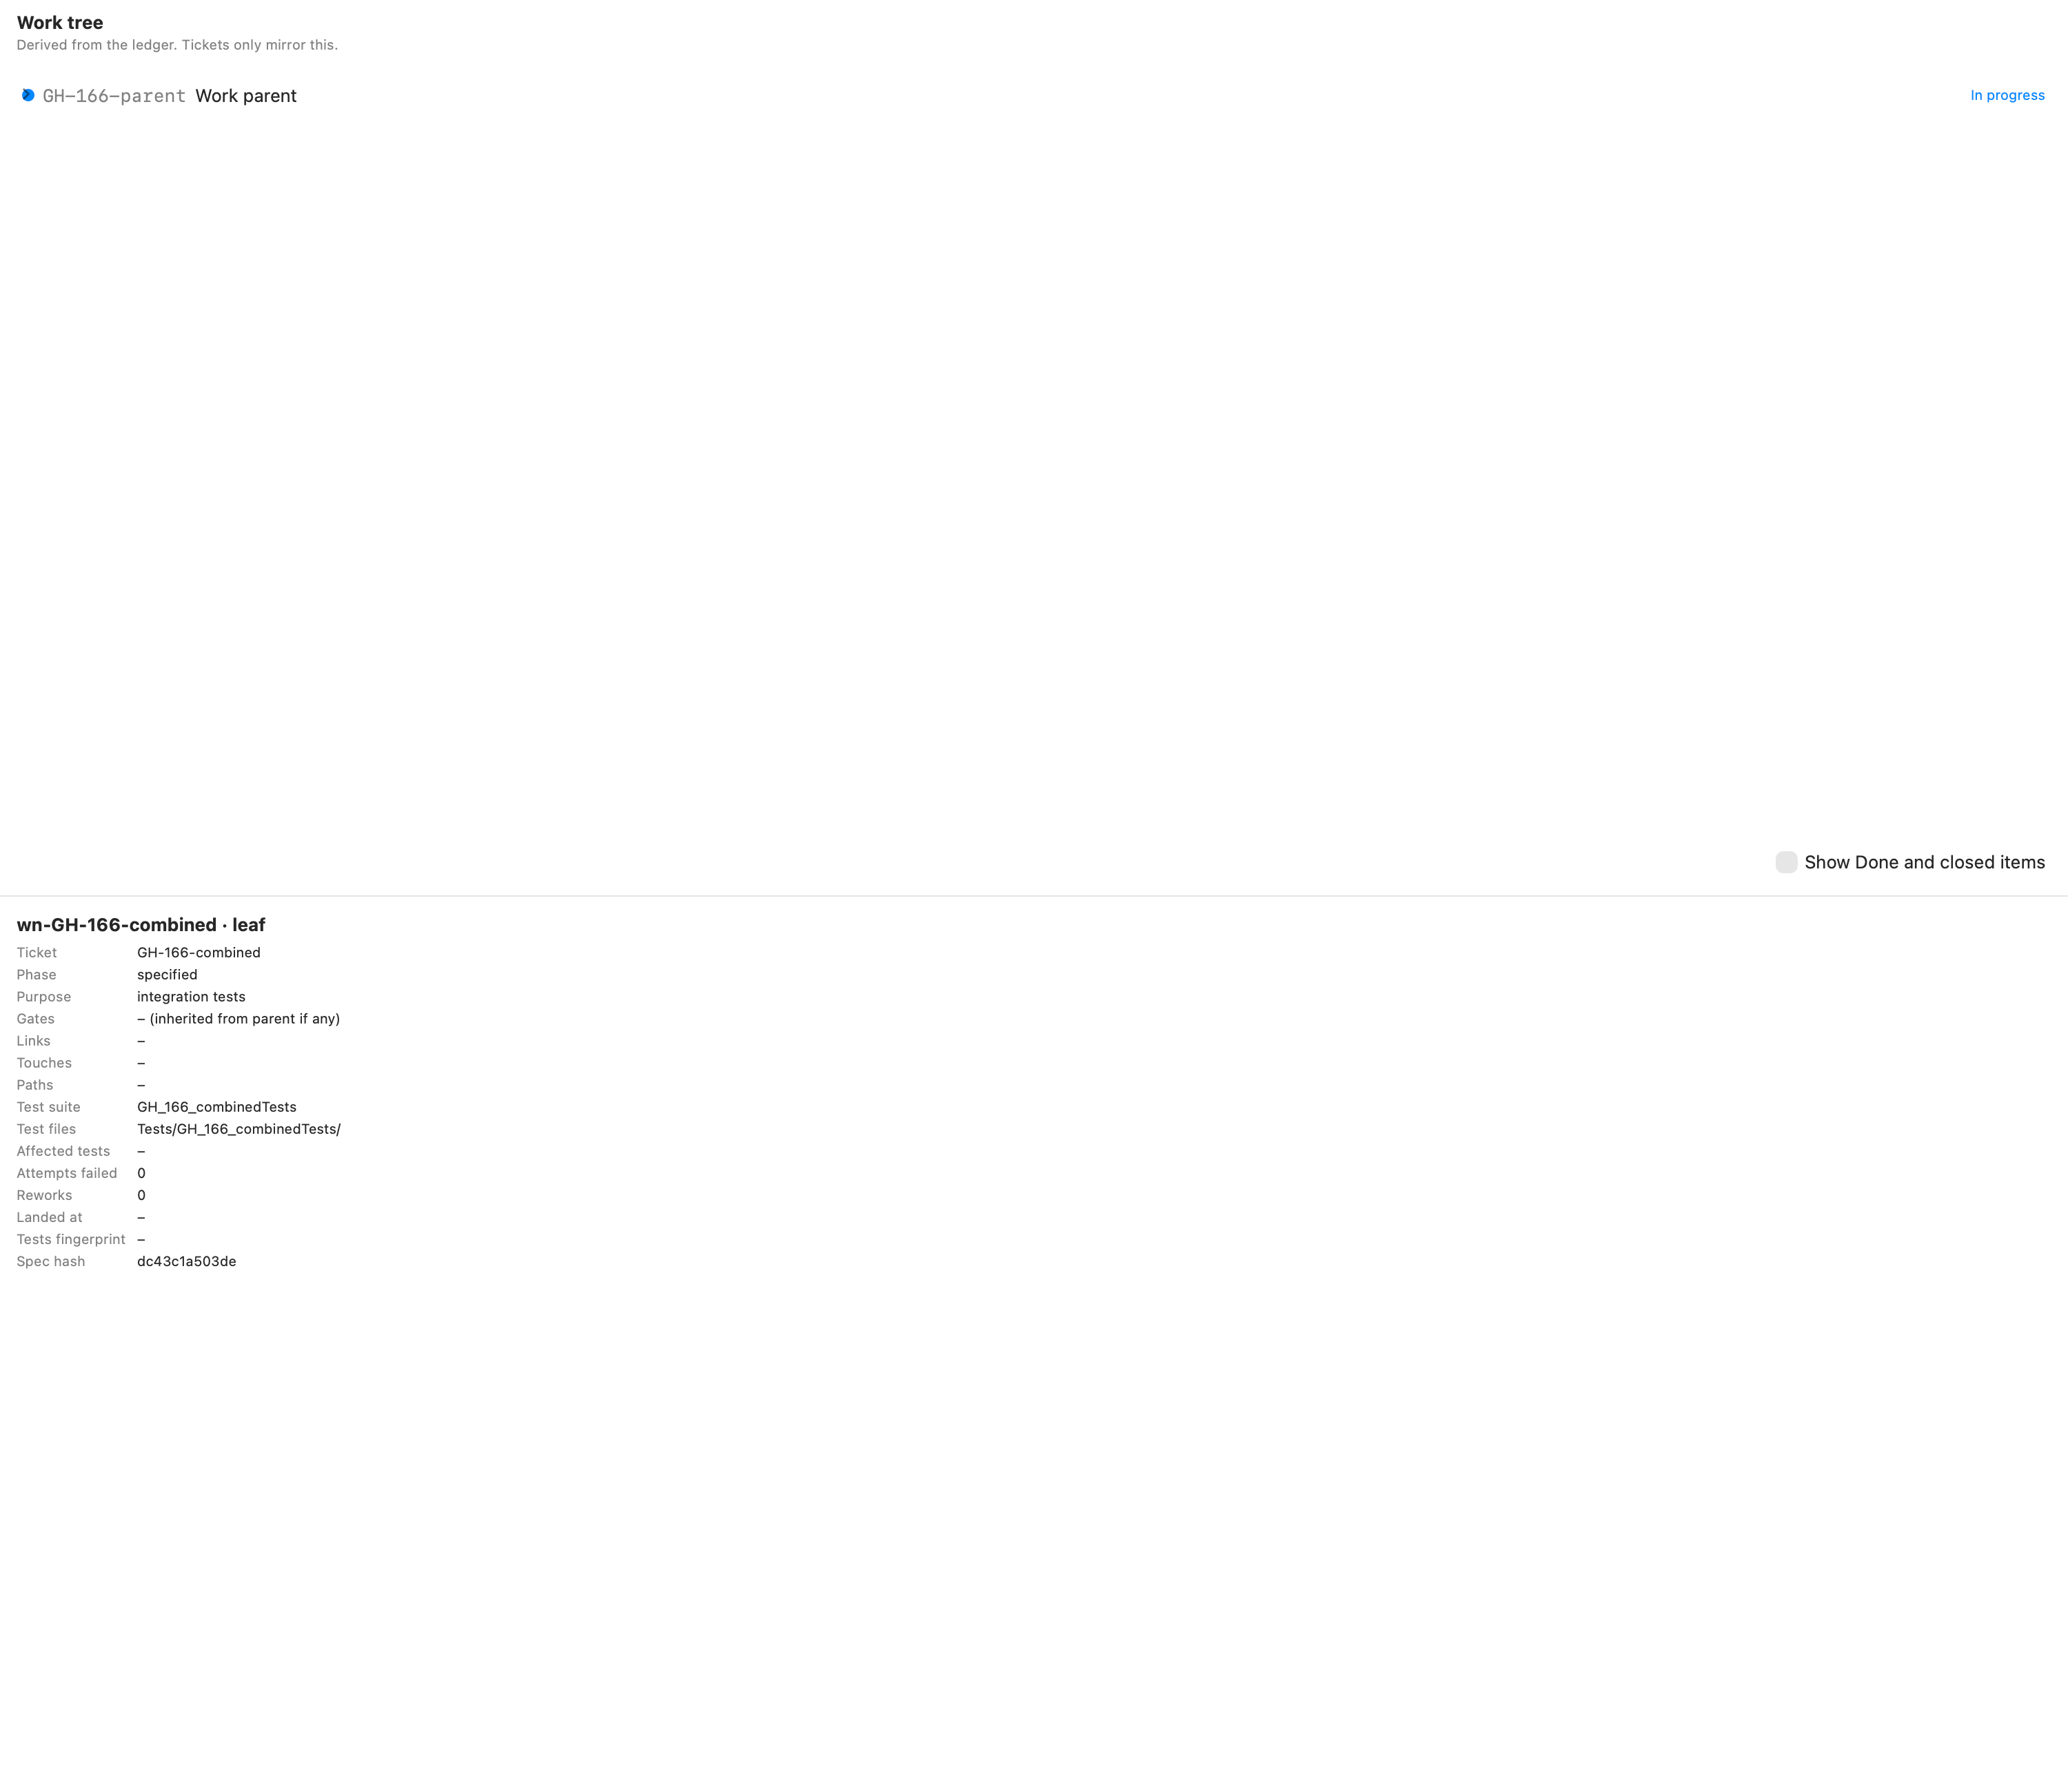 Work tree
Derived from the ledger. Tickets only mirror this.
GH-166-parent Work parent In progress
Show Done and closed items
wn-GH-166-combined · leaf
Ticket GH-166-combined
Phase specified
Purpose integration tests
Gates – (inherited from parent if any)
Links –
Touches –
Paths –
Test suite GH_166_combinedTests
Test files Tests/GH_166_combinedTests/
Affected tests –
Attempts failed 0
Reworks 0
Landed at –
Tests fingerprint –
Spec hash dc43c1a503de